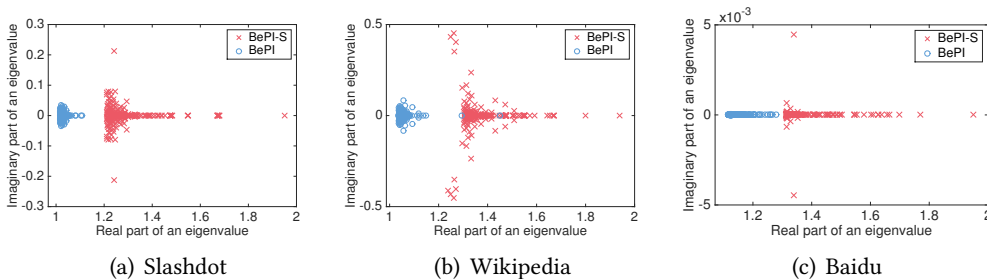 Imaginary part of an eigenvalue
0.3
0.2
0.1
0
-0.1
-0.2
-0.3
BePI-S
BePI
1 1.2 1.4 1.6 1.8 2
Real part of an eigenvalue
(a) Slashdot
Imaginary part of an eigenvalue
0.5
0
-0.5
BePI-S
BePI
1 1.2 1.4 1.6 1.8 2
Real part of an eigenvalue
(b) Wikipedia
Imaginary part of an eigenvalue
×10⁻³
5
0
-5
BePI-S
BePI
1.2 1.4 1.6 1.8 2
Real part of an eigenvalue
(c) Baidu